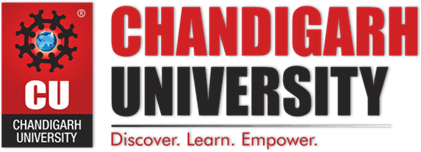 ®
CU
CHANDIGARH
UNIVERSITY
CHANDIGARH
UNIVERSITY
Discover. Learn. Empower.